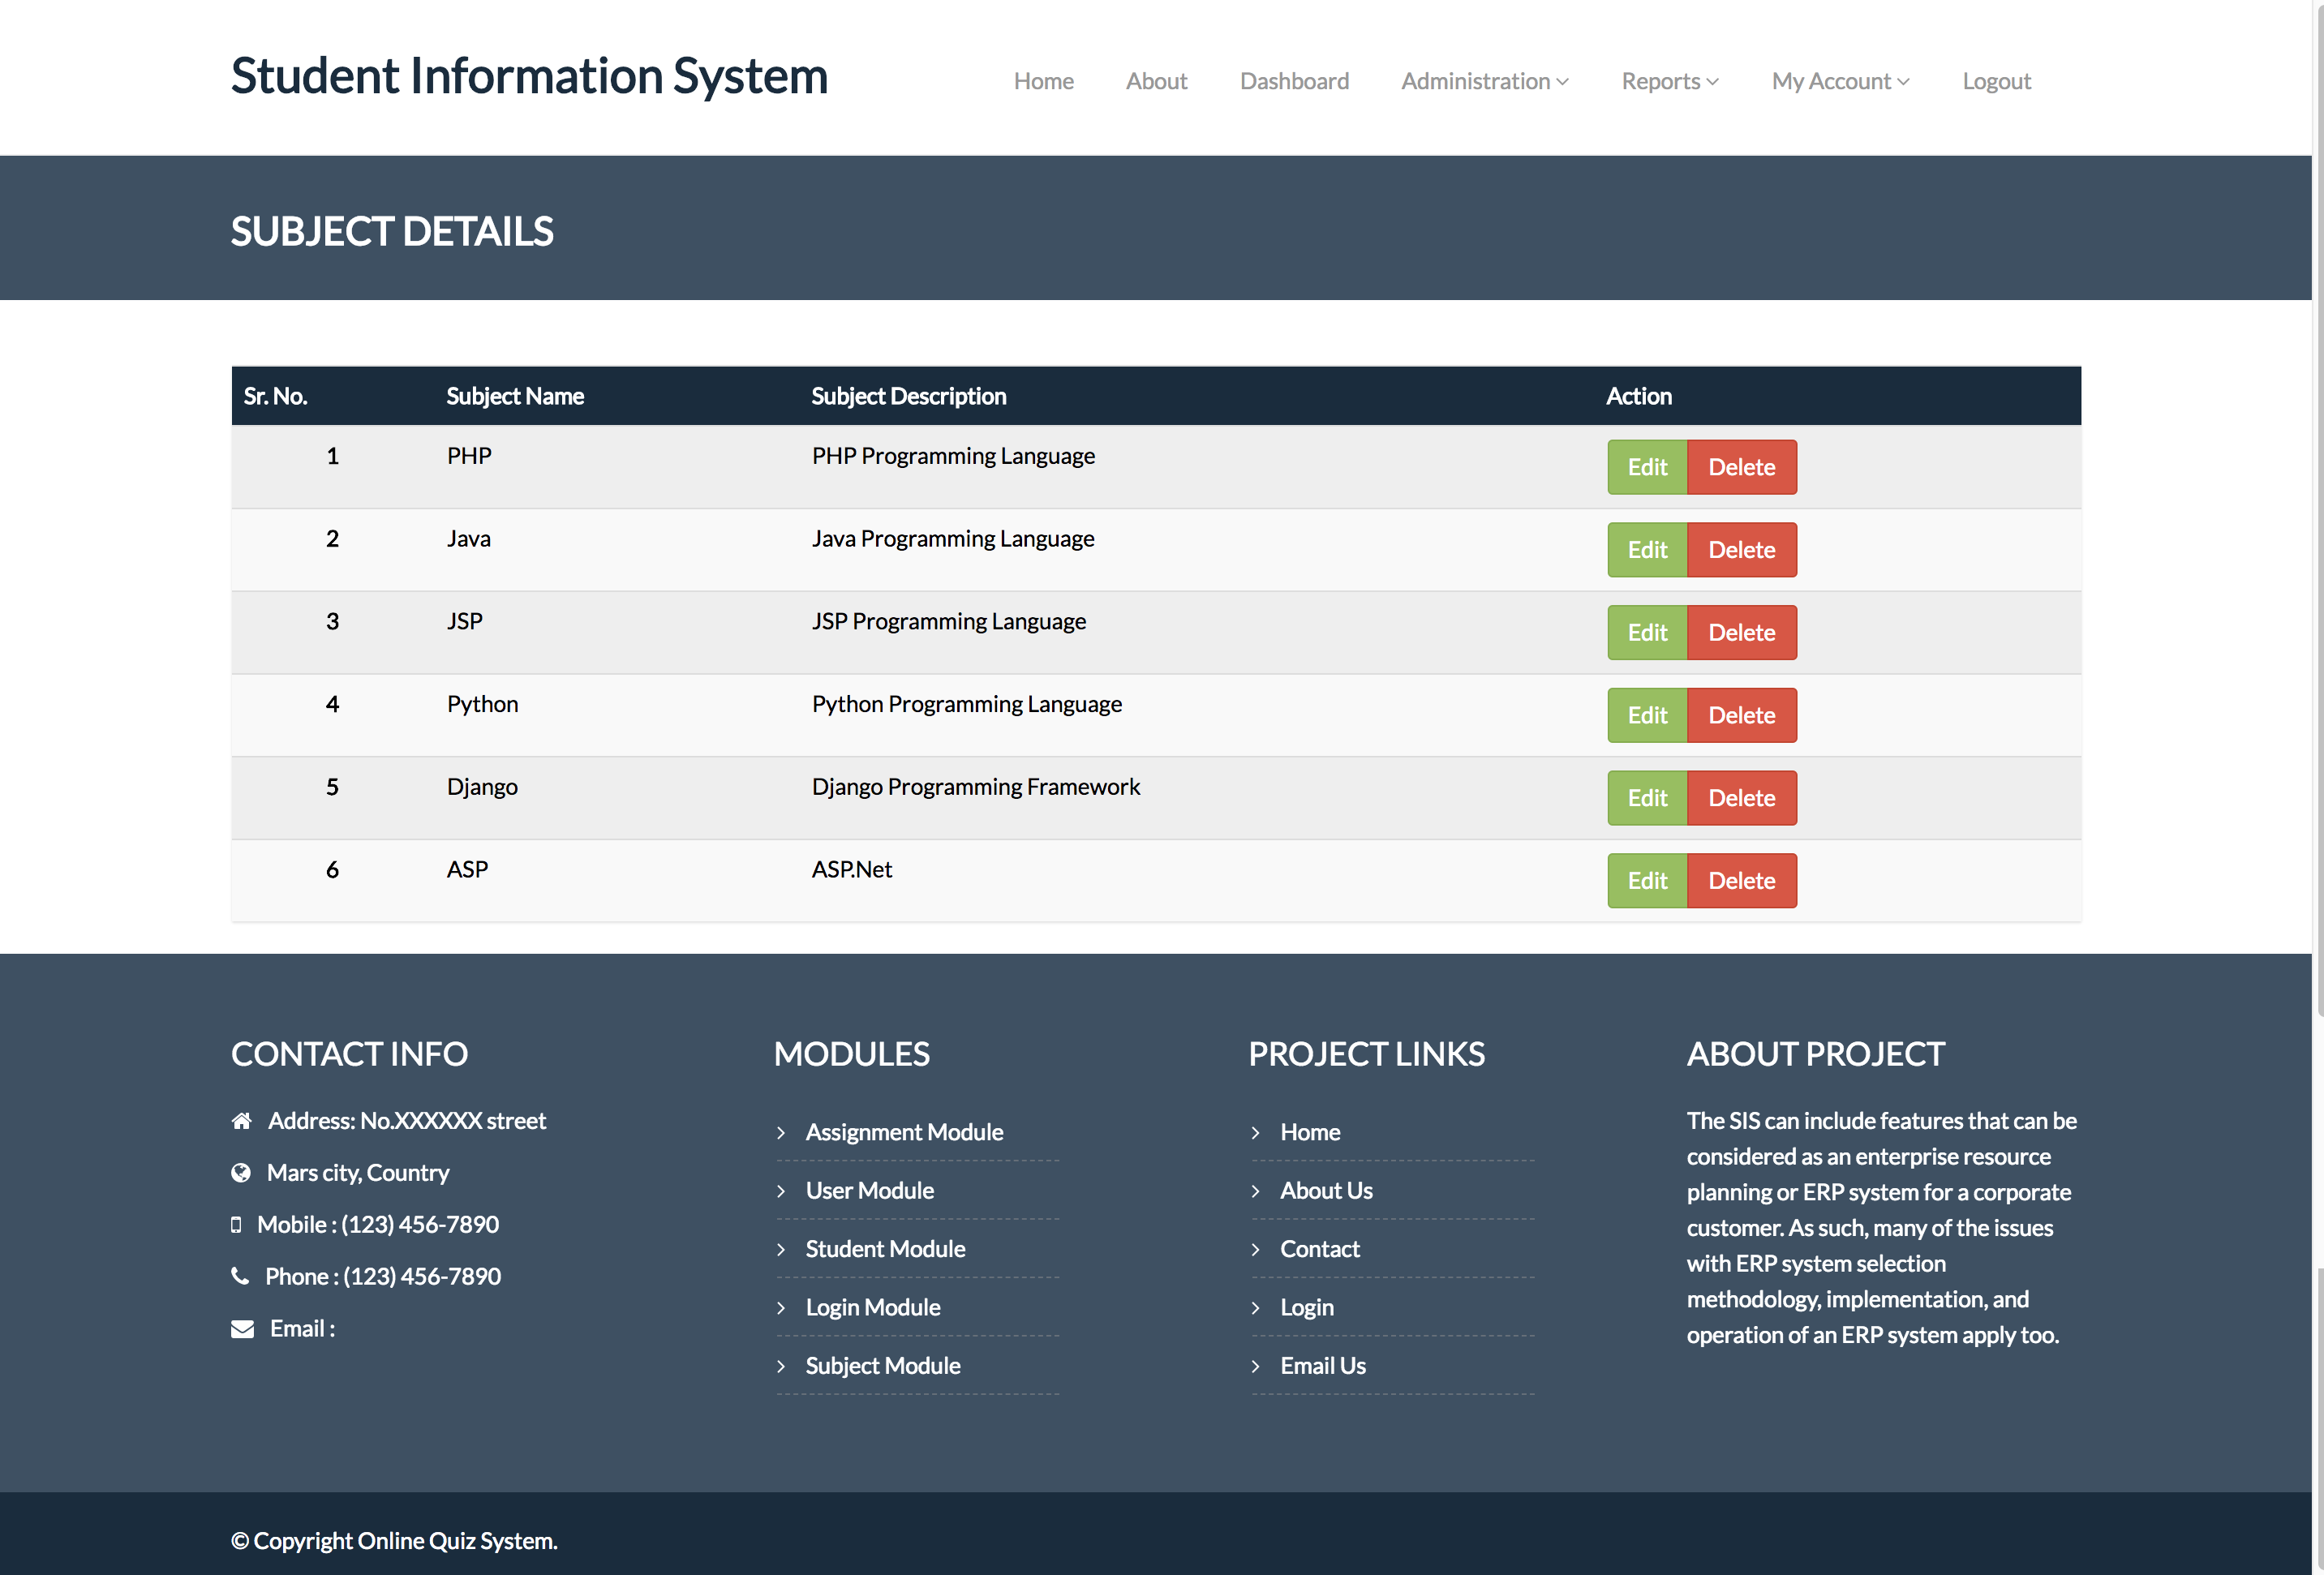 Student Information System
Home About Dashboard Administration Reports My Account Logout
SUBJECT DETAILS
Sr. No. Subject Name Subject Description Action
1 PHP PHP Programming Language Edit Delete
2 Java Java Programming Language Edit Delete
3 JSP JSP Programming Language Edit Delete
4 Python Python Programming Language Edit Delete
5 Django Django Programming Framework Edit Delete
6 ASP ASP.Net Edit Delete
CONTACT INFO
Address: No.XXXXXX street
Mars city, Country
Mobile : (123) 456-7890
Phone : (123) 456-7890
Email :
MODULES
Assignment Module
User Module
Student Module
Login Module
Subject Module
PROJECT LINKS
Home
About Us
Contact
Login
Email Us
ABOUT PROJECT
The SIS can include features that can be
considered as an enterprise resource
planning or ERP system for a corporate
customer. As such, many of the issues
with ERP system selection
methodology, implementation, and
operation of an ERP system apply too.
© Copyright Online Quiz System.